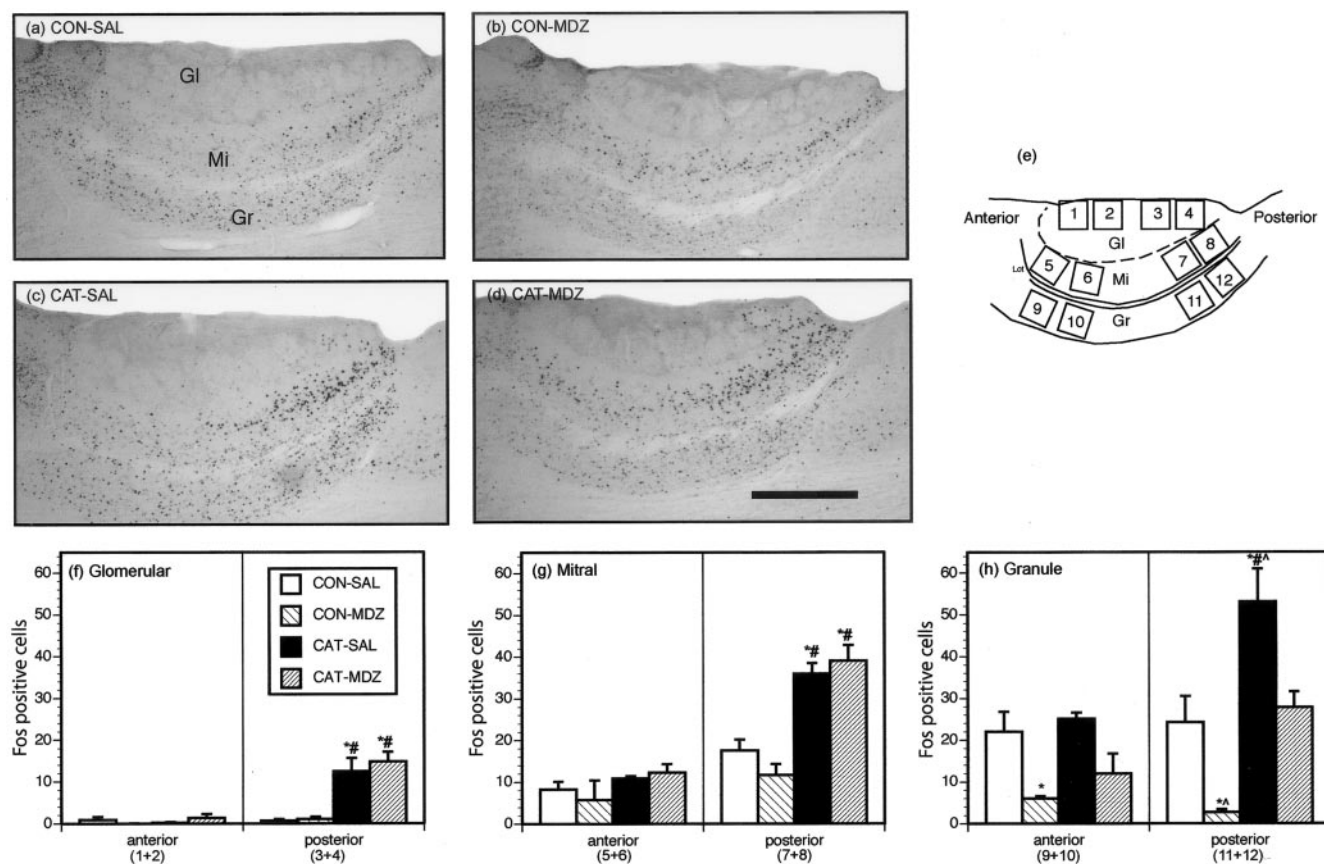 (a) CON-SAL
Gl
Mi
Gr
(b) CON-MDZ
(c) CAT-SAL
(d) CAT-MDZ
(e)
Anterior
Posterior
1 2 3 4
Gl
5 6 7 8
Lot
Mi
9 10 11 12
Gr
(f) Glomerular
Fos positive cells
60
50
40
30
20
10
0
CON-SAL
CON-MDZ
CAT-SAL
CAT-MDZ
*# *#
anterior posterior
(1+2) (3+4)
(g) Mitral
Fos positive cells
60
50
40
30
20
10
0
*# *#
anterior posterior
(5+6) (7+8)
(h) Granule
Fos positive cells
60
50
40
30
20
10
0
* *^ *#^
anterior posterior
(9+10) (11+12)